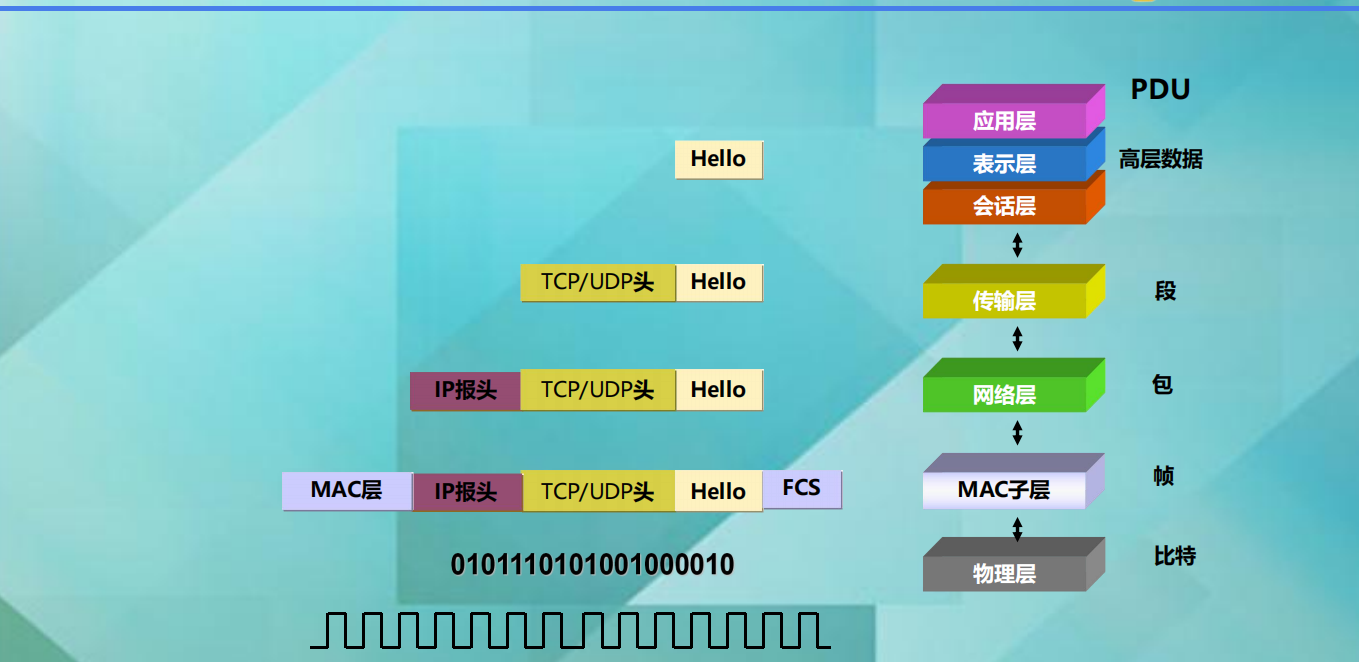 PDU
应用层
Hello 表示层 高层数据
会话层
TCP/UDP头 Hello 传输层 段
IP报头 TCP/UDP头 Hello 网络层 包
MAC层 IP报头 TCP/UDP头 Hello FCS MAC子层 帧
0101110101001000010 物理层 比特